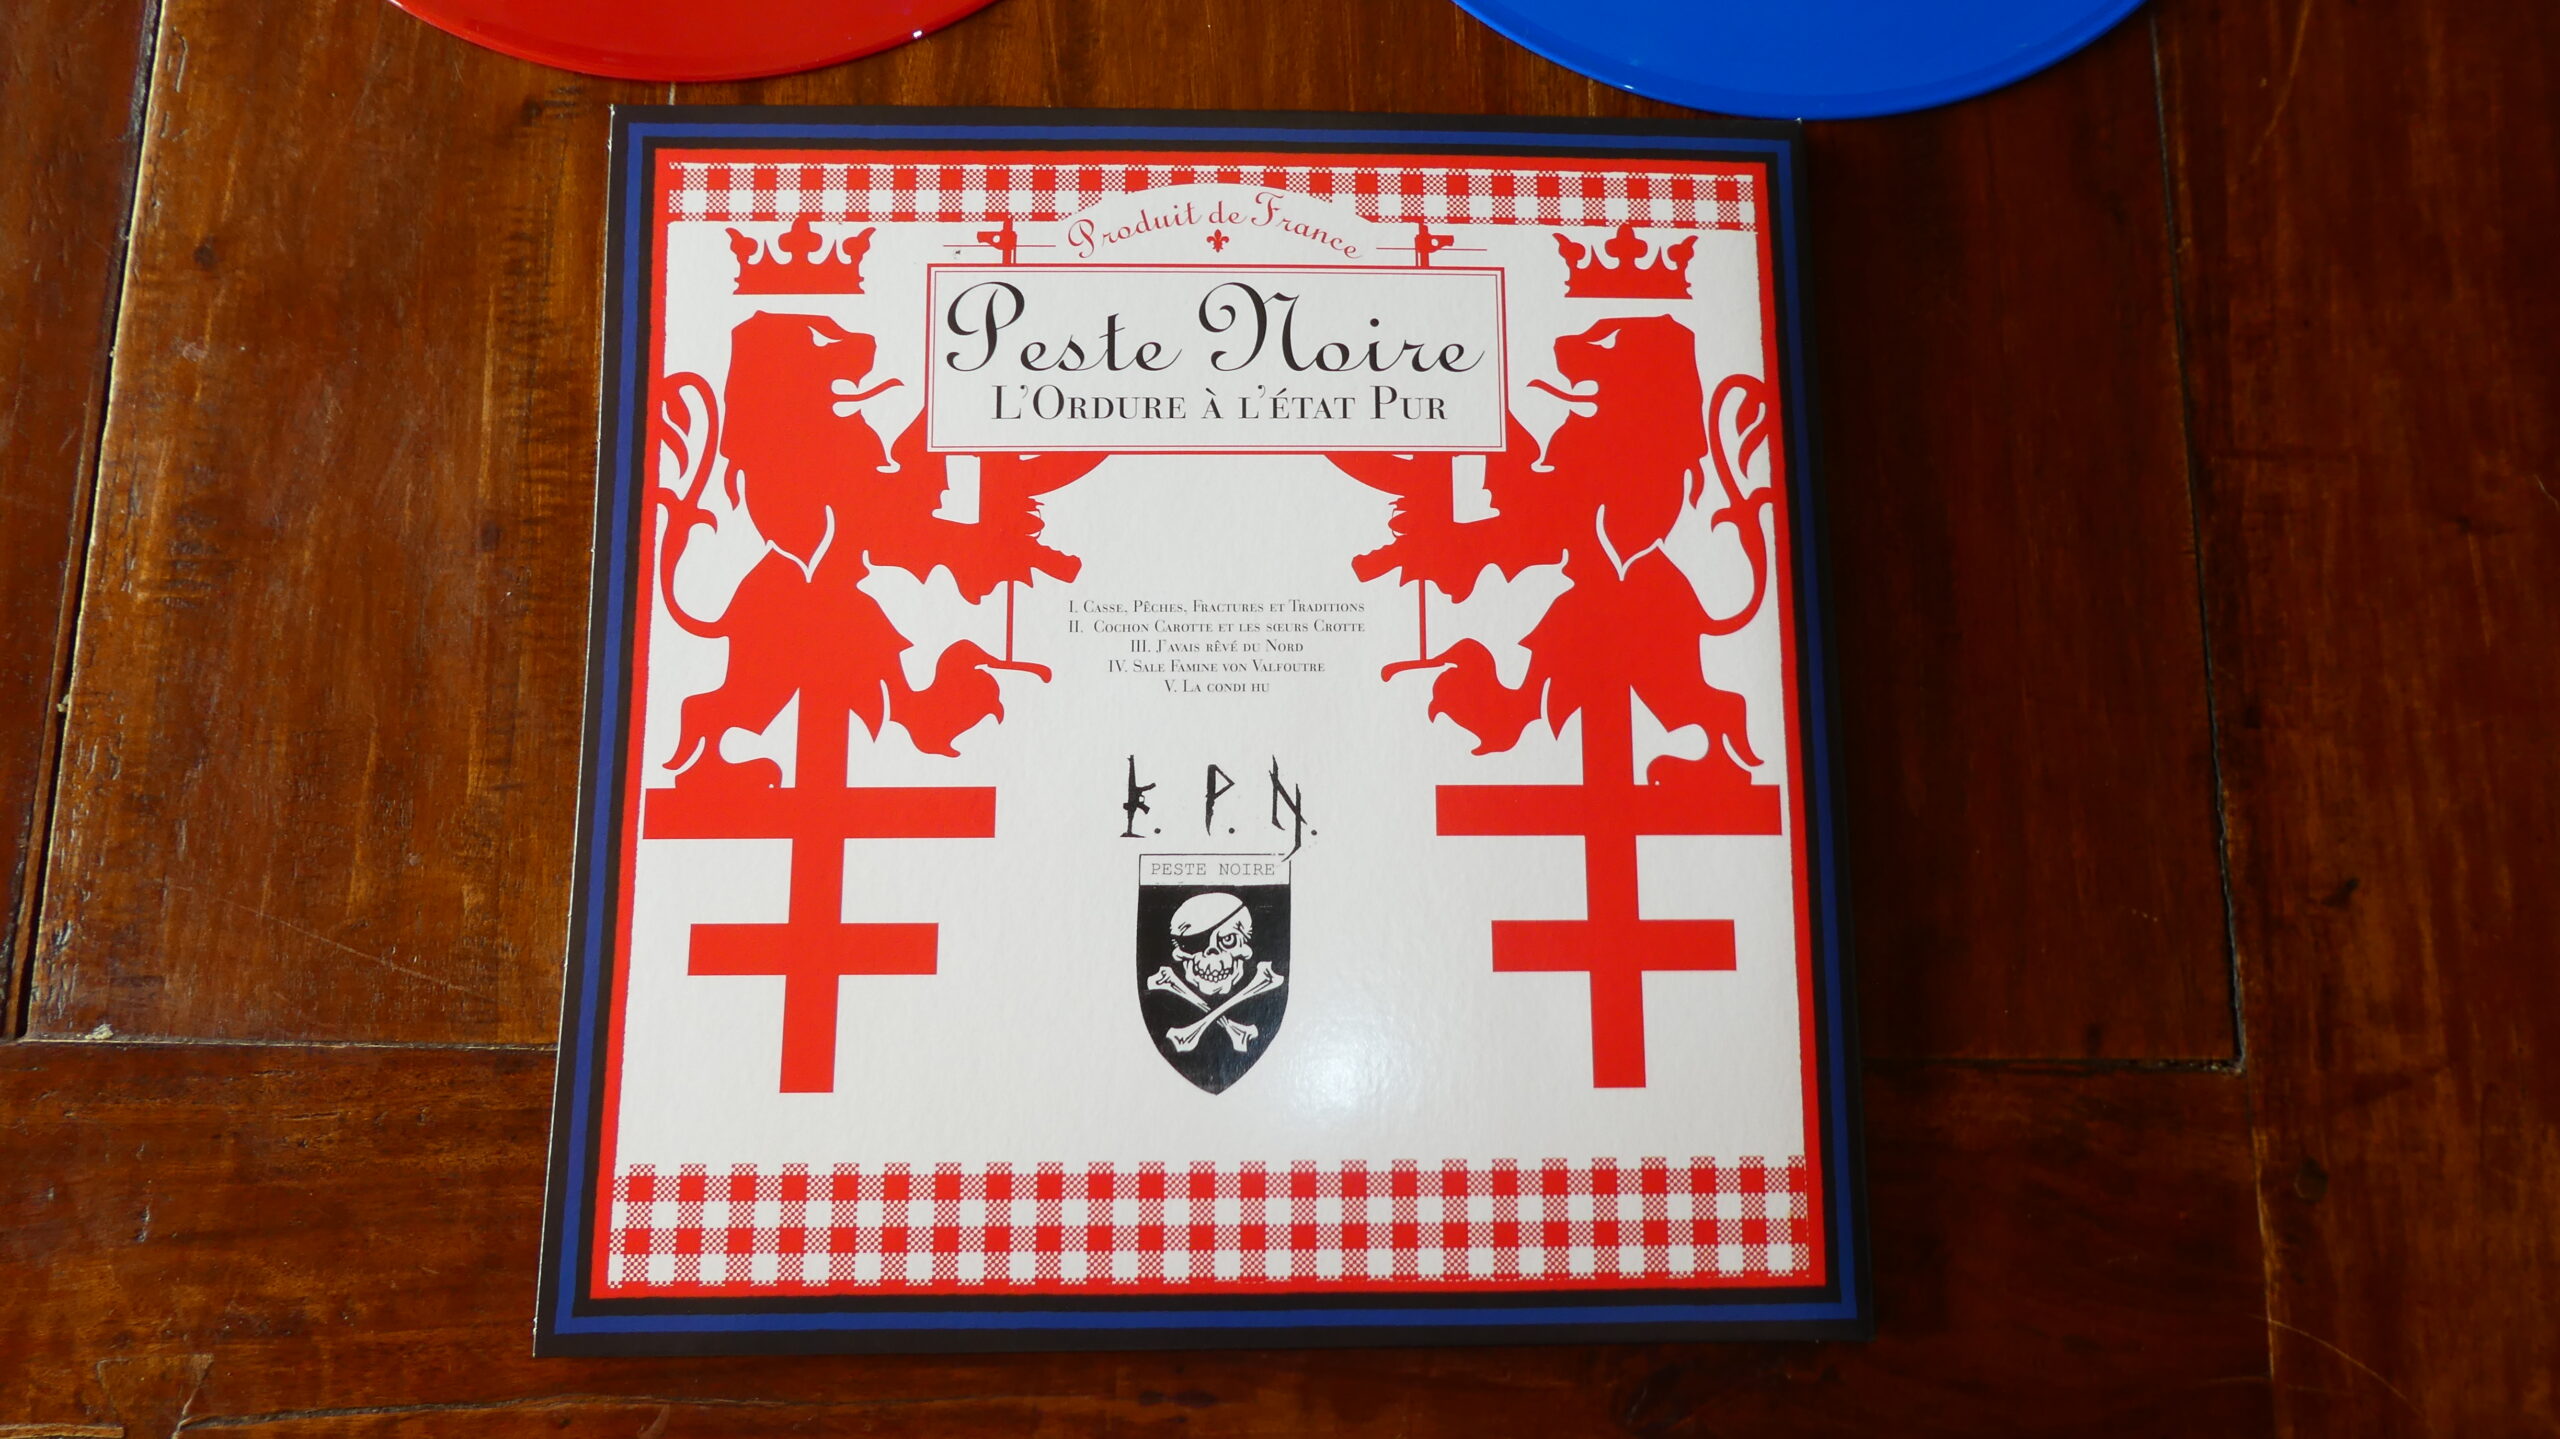 Produit de France
Peste Noire
L'Ordure à l'état Pur
I. Casse, Pêches, Fractures et Traditions
II. Cochon Carotte et les sœurs Crotte
III. J'avais rêvé du Nord
IV. Sale Famine von Valfoutre
V. La condi hu
K. P. N.
PESTE NOIRE